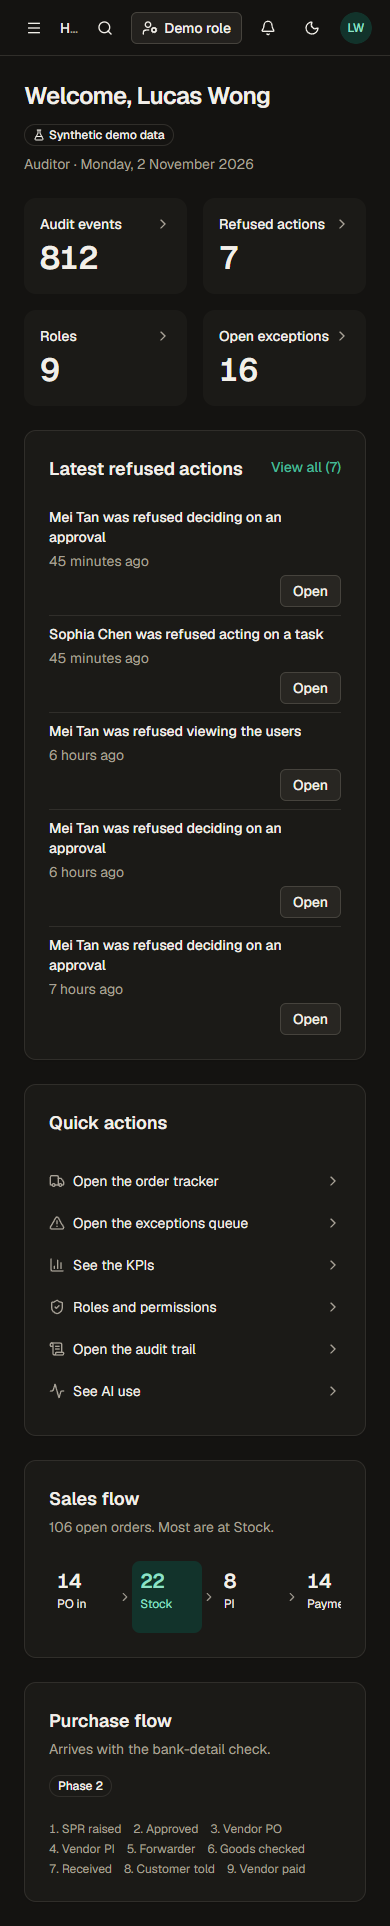 H...
Demo role
LW
Welcome, Lucas Wong
Synthetic demo data
Auditor · Monday, 2 November 2026
Audit events
812
Refused actions
7
Roles
9
Open exceptions
16
Latest refused actions
View all (7)
Mei Tan was refused deciding on an
approval
45 minutes ago
Open
Sophia Chen was refused acting on a task
45 minutes ago
Open
Mei Tan was refused viewing the users
6 hours ago
Open
Mei Tan was refused deciding on an
approval
6 hours ago
Open
Mei Tan was refused deciding on an
approval
7 hours ago
Open
Quick actions
Open the order tracker
Open the exceptions queue
See the KPIs
Roles and permissions
Open the audit trail
See AI use
Sales flow
106 open orders. Most are at Stock.
14
PO in
22
Stock
8
PI
14
Payme
Purchase flow
Arrives with the bank-detail check.
Phase 2
1. SPR raised 2. Approved 3. Vendor PO
4. Vendor PI 5. Forwarder 6. Goods checked
7. Received 8. Customer told 9. Vendor paid